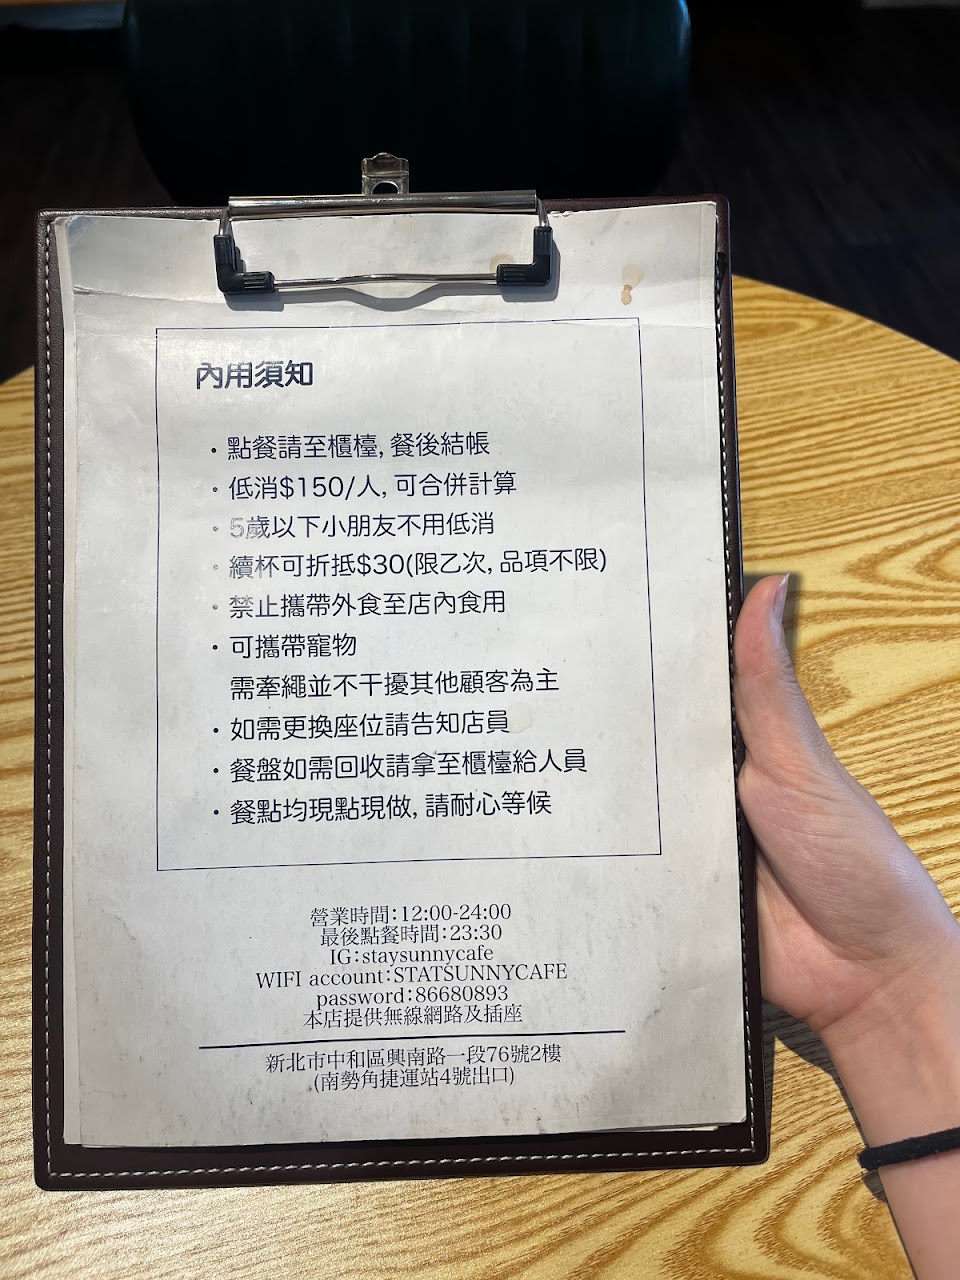 內用須知
・點餐請至櫃檯, 餐後結帳
・低消$150/人, 可合併計算
・5歲以下小朋友不用低消
・續杯可折抵$30(限乙次, 品項不限)
・禁止攜帶外食至店內食用
・可攜帶寵物
需牽繩並不干擾其他顧客為主
・如需更換座位請告知店員
・餐盤如需回收請拿至櫃檯給人員
・餐點均現點現做, 請耐心等候
營業時間:12:00-24:00
最後點餐時間:23:30
IG:staysunnycafe
WIFI account:STATSUNNYCAFE
password:86680893
本店提供無線網路及插座
新北市中和區興南路一段76號2樓
(南勢角捷運站4號出口)